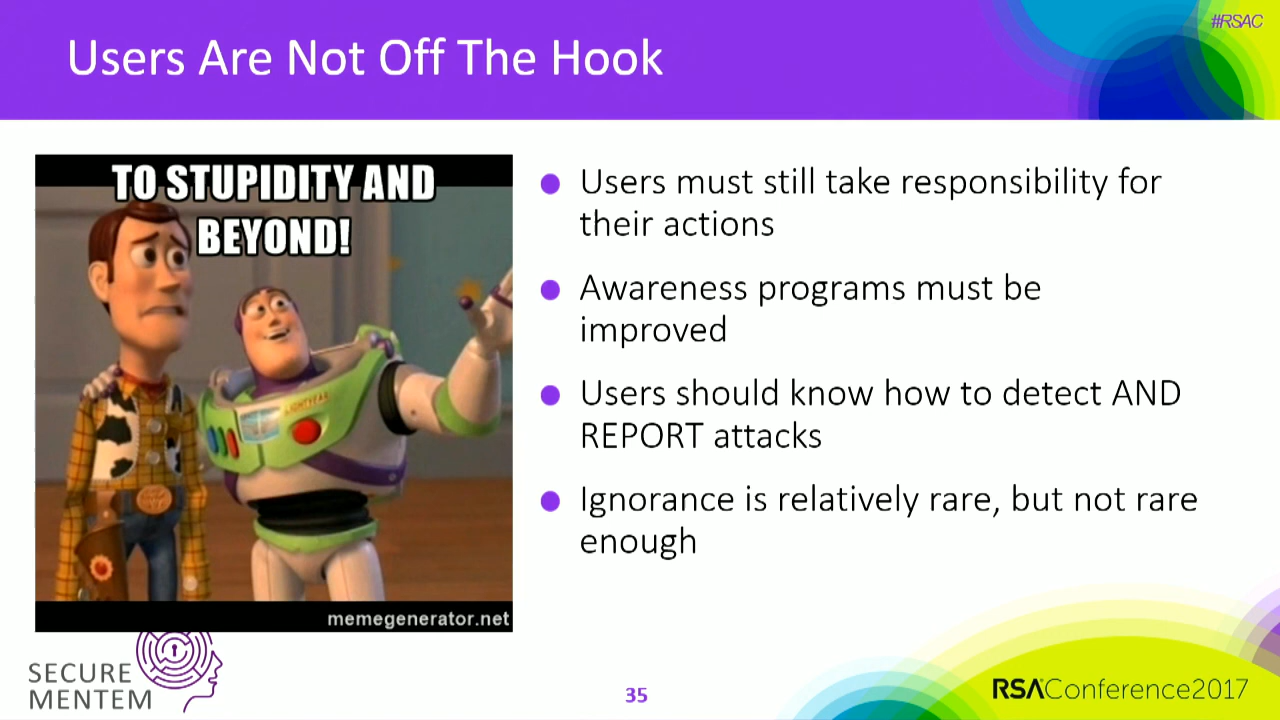 #RSAC
Users Are Not Off The Hook
TO STUPIDITY AND
BEYOND!
LIGHTYEAR
memegenerator.net
Users must still take responsibility for
their actions
Awareness programs must be
improved
Users should know how to detect AND
REPORT attacks
Ignorance is relatively rare, but not rare
enough
SECURE
MENTEM
35
RSAConference2017